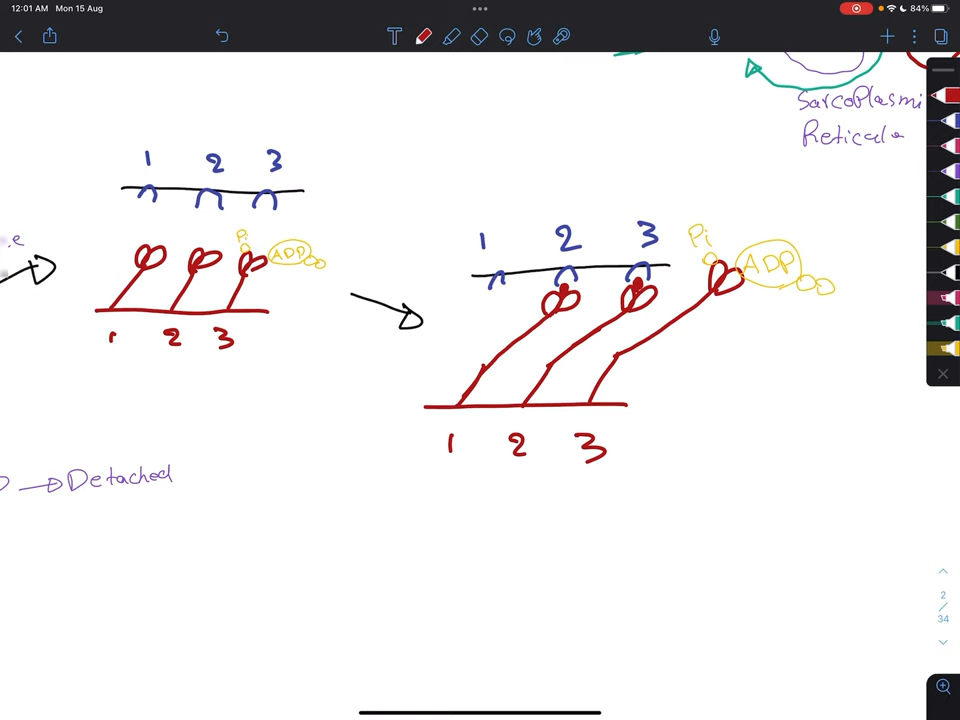 12:01 AM Mon 15 Aug
84%
SarcoPlasmi
Reticula
1 2 3
Pi
ADP
1 2 3
1 2 3
Pi
ADP
1 2 3
→ Detached
2
/
34